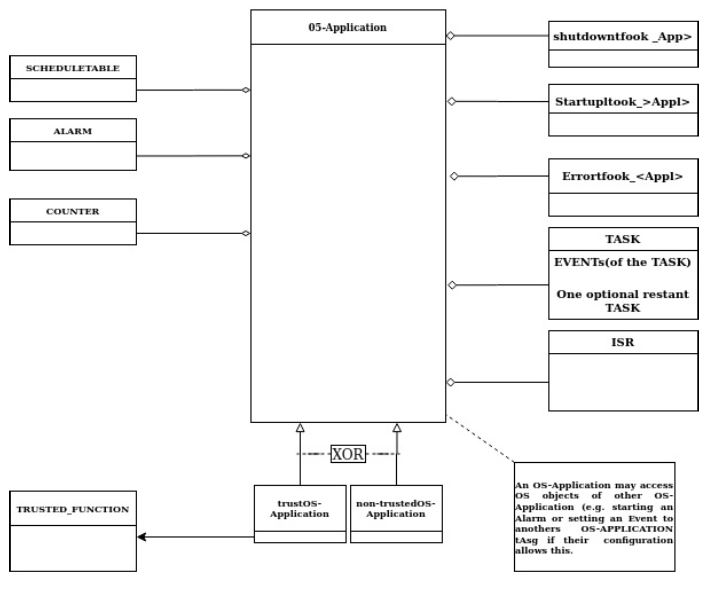 05-Application
SCHEDULETABLE
ALARM
COUNTER
shutdowntfook _App>
Startupltook_>Appl>
Errortfook_<Appl>
TASK
EVENTs(of the TASK)
One optional restant
TASK
ISR
XOR
trustOS-
Application
non-trustedOS-
Application
TRUSTED_FUNCTION
An OS-Application may access
OS objects of other OS-
Application (e.g. starting an
Alarm or setting an Event to
anothers OS-APPLICATION
tAsg if their configuration
allows this.